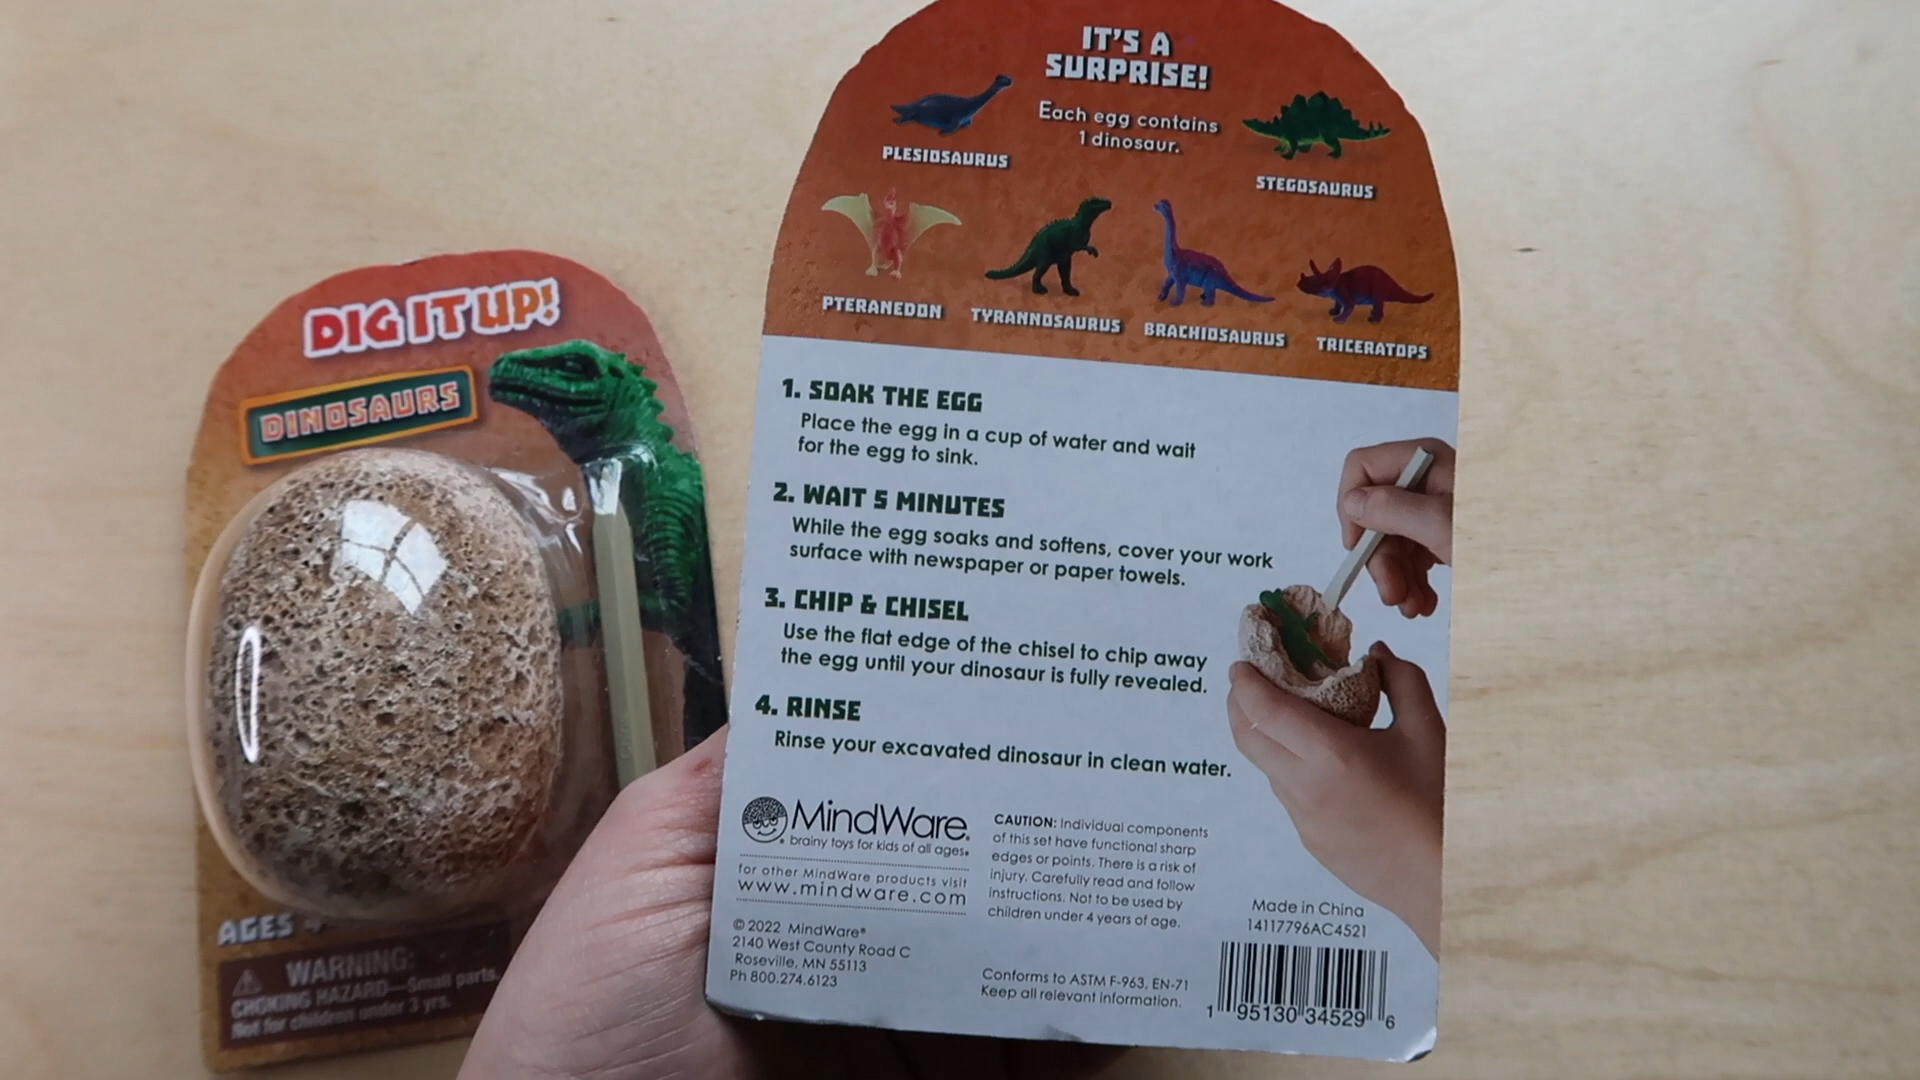 DIG IT UP!
DINOSAURS
AGES
WARNING:
CHOKING HAZARD—Small parts.
Not for children under 3 yrs.
IT'S A
SURPRISE!
Each egg contains
1 dinosaur.
PLESIOSAURUS
STEGOSAURUS
PTERANEDON
TYRANNOSAURUS
BRACHIOSAURUS
TRICERATOPS
1. SOAK THE EGG
Place the egg in a cup of water and wait
for the egg to sink.
2. WAIT 5 MINUTES
While the egg soaks and softens, cover your work
surface with newspaper or paper towels.
3. CHIP & CHISEL
Use the flat edge of the chisel to chip away
the egg until your dinosaur is fully revealed.
4. RINSE
Rinse your excavated dinosaur in clean water.
MindWare®
brainy toys for kids of all ages®
for other MindWare products visit
www.mindware.com
© 2022 MindWare®
2140 West County Road C
Roseville, MN 55113
Ph 800.274.6123
CAUTION: Individual components
of this set have functional sharp
edges or points. There is a risk of
injury. Carefully read and follow
instructions. Not to be used by
children under 4 years of age.
Conforms to ASTM F-963, EN-71
Keep all relevant information.
Made in China
14117796AC4521
1 95130 34529 6